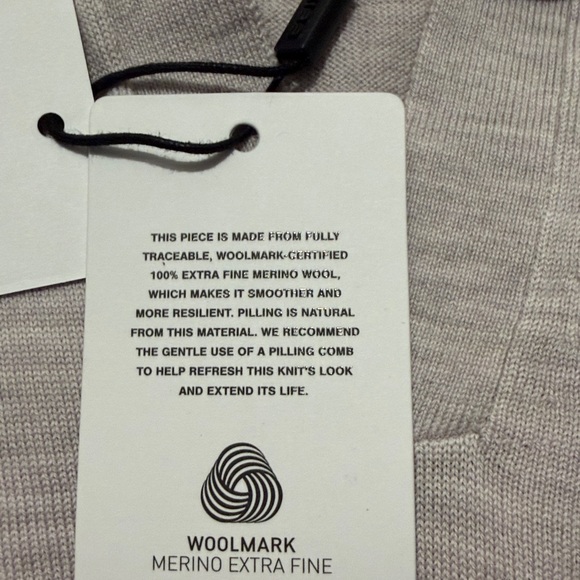 THIS PIECE IS MADE FROM FULLY
TRACEABLE, WOOLMARK-CERTIFIED
100% EXTRA FINE MERINO WOOL,
WHICH MAKES IT SMOOTHER AND
MORE RESILIENT. PILLING IS NATURAL
FROM THIS MATERIAL. WE RECOMMEND
THE GENTLE USE OF A PILLING COMB
TO HELP REFRESH THIS KNIT'S LOOK
AND EXTEND ITS LIFE.
WOOLMARK
MERINO EXTRA FINE